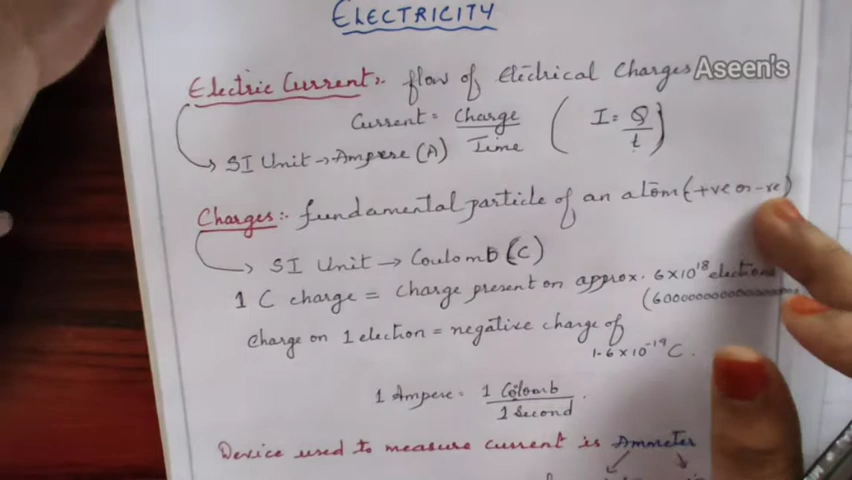 ELECTRICITY
Electric Current:- flow of Electrical Charges Aseen's
Current = Charge / Time ( I = Q / t )
SI Unit → Ampere (A)
Charges:- fundamental particle of an atom (+ve or -ve)
SI Unit → Coulomb (C)
1 C charge = charge present on approx. 6×10¹⁸ electrons
Charge on 1 electron = negative charge of
1.6 × 10⁻¹⁹ C.
1 Ampere = 1 Coloumb / 1 Second.
Device used to measure current is Ammeter